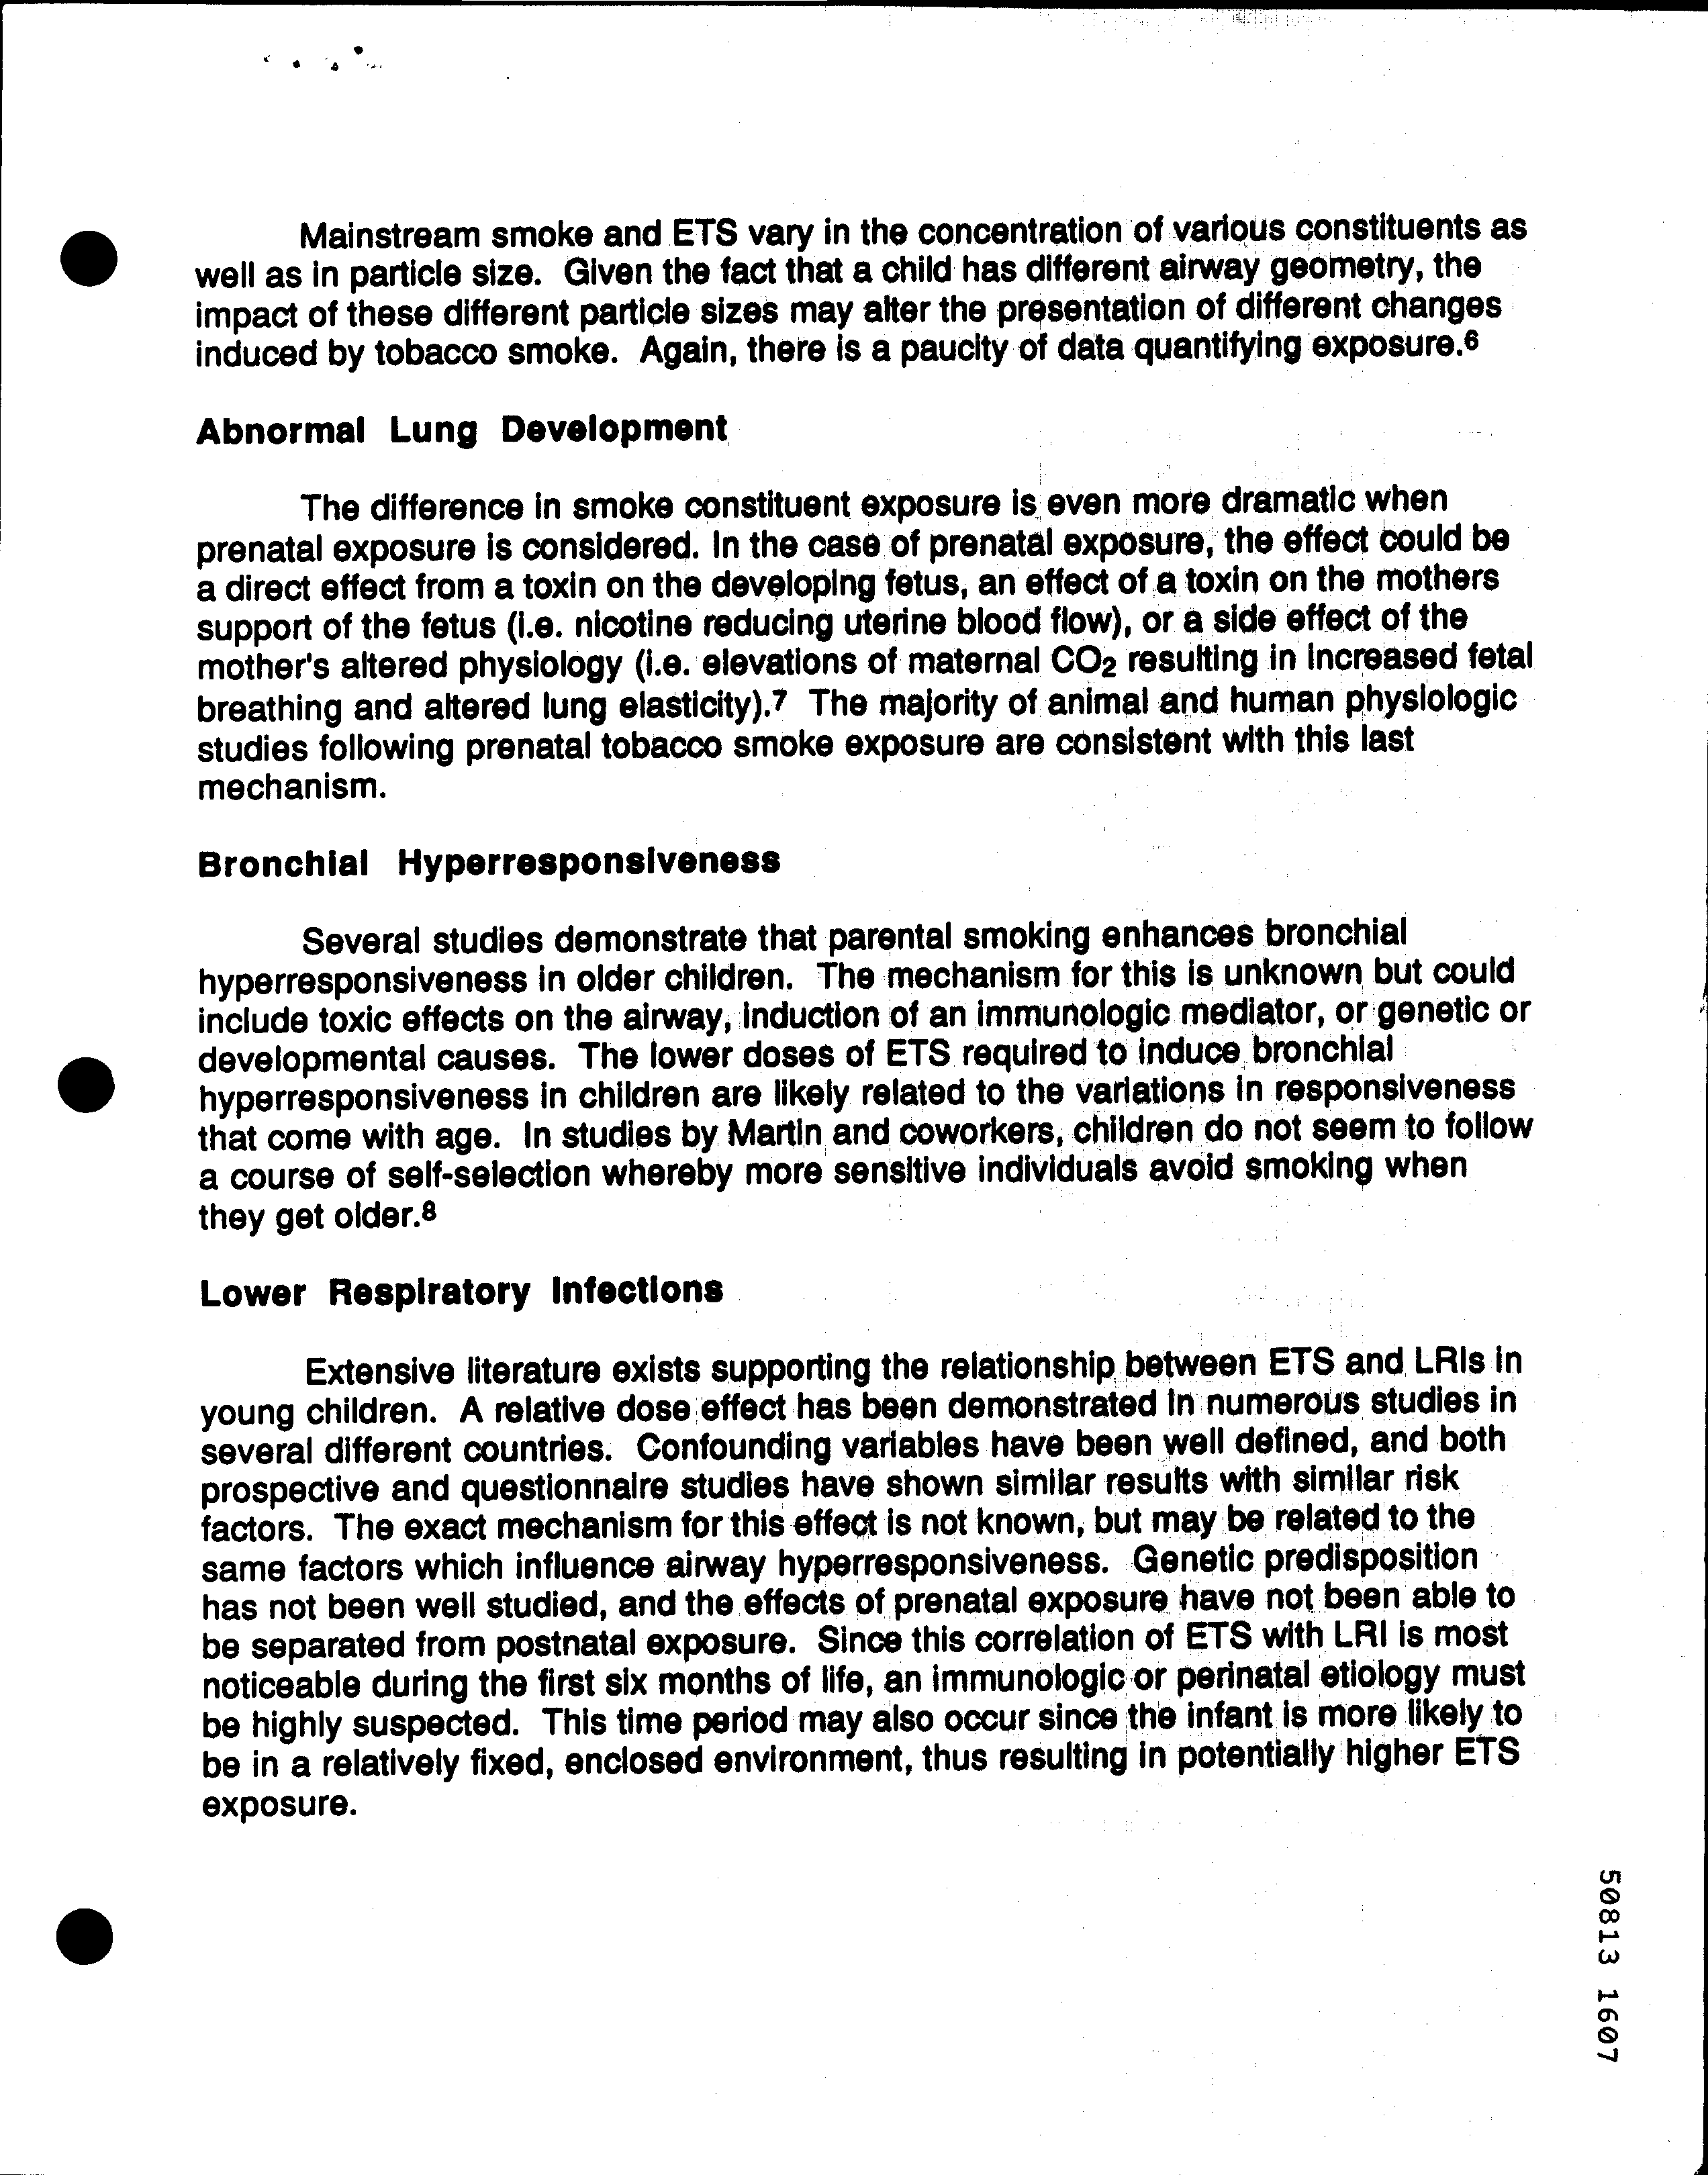 Mainstream smoke and ETS vary in the concentration of various constituents as
well as in particle size. Given the fact that a child has different airway geometry, the
impact of these different particle sizes may alter the presentation of different changes
induced by tobacco smoke. Again, there is a paucity of data quantifying exposure.6
Abnormal Lung Development
The difference in smoke constituent exposure is even more dramatic when
prenatal exposure is considered. In the case of prenatal exposure, the effect could be
a direct effect from a toxin on the developing fetus, an effect of a toxin on the mothers
support of the fetus (i.e. nicotine reducing uterine blood flow), or a side effect of the
mother's altered physiology (i.e. elevations of maternal CO2 resulting in increased fetal
breathing and altered lung elasticity).7 The majority of animal and human physiologic
studies following prenatal tobacco smoke exposure are consistent with this last
mechanism.
Bronchial Hyperresponsiveness
Several studies demonstrate that parental smoking enhances bronchial
hyperresponsiveness in older children. The mechanism for this is unknown but could
include toxic effects on the airway, induction of an immunologic mediator, or genetic or
developmental causes. The lower doses of ETS required to induce bronchial
hyperresponsiveness in children are likely related to the variations in responsiveness
that come with age. In studies by Martin and coworkers, children do not seem to follow
a course of self-selection whereby more sensitive individuals avoid smoking when
they get older.8
Lower Respiratory Infections
Extensive literature exists supporting the relationship between ETS and LRIs in
young children. A relative dose effect has been demonstrated in numerous studies in
several different countries. Confounding variables have been well defined, and both
prospective and questionnaire studies have shown similar results with similar risk
factors. The exact mechanism for this effect is not known, but may be related to the
same factors which influence airway hyperresponsiveness. Genetic predisposition
has not been well studied, and the effects of prenatal exposure have not been able to
be separated from postnatal exposure. Since this correlation of ETS with LRI is most
noticeable during the first six months of life, an immunologic or perinatal etiology must
be highly suspected. This time period may also occur since the infant is more likely to
be in a relatively fixed, enclosed environment, thus resulting in potentially higher ETS
exposure.
50813 1607